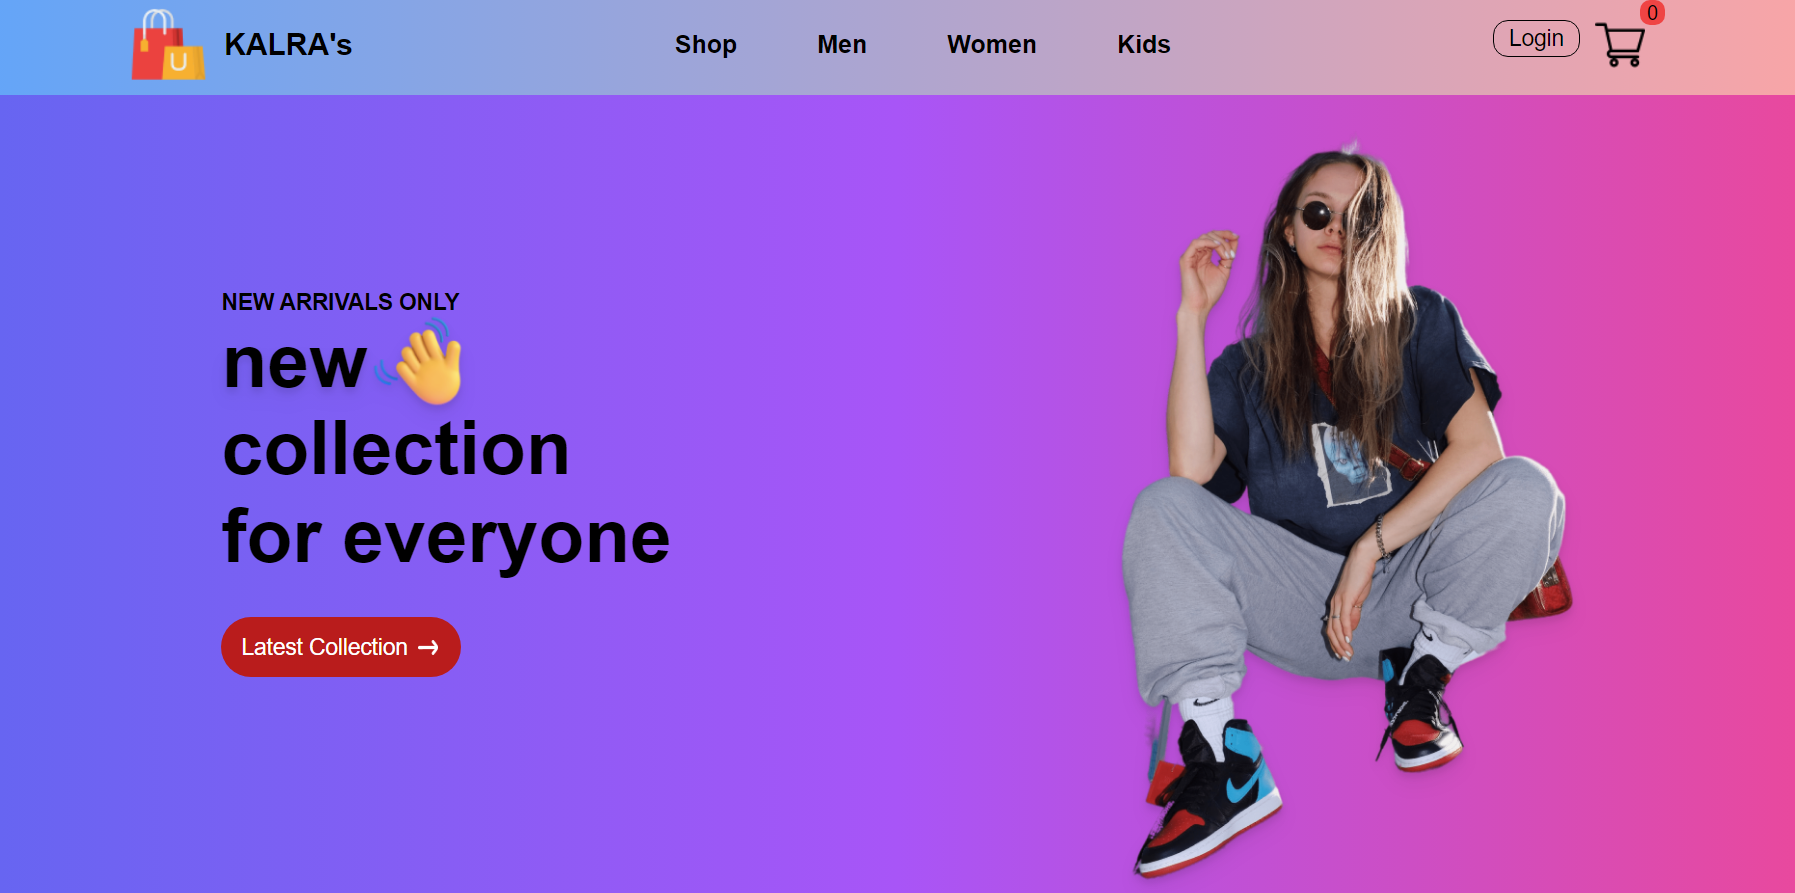 KALRA's
Shop Men Women Kids
Login
0
NEW ARRIVALS ONLY
new 👋
collection
for everyone
Latest Collection →